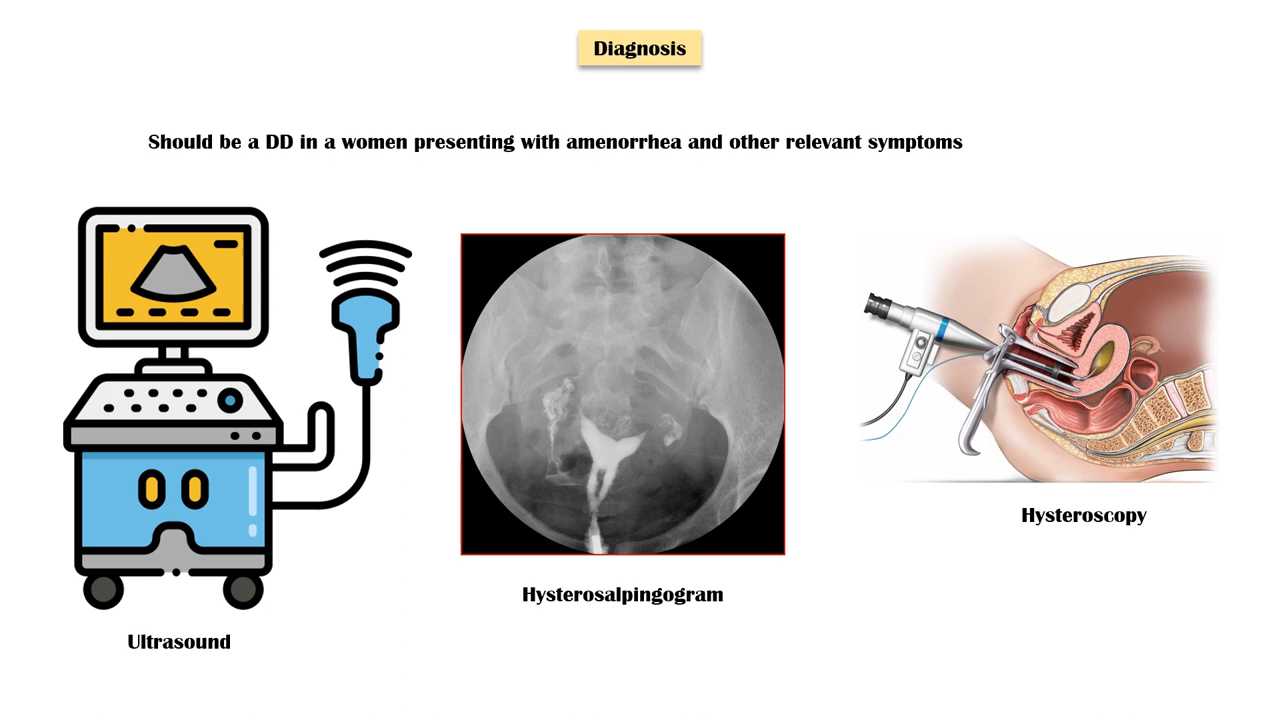 Diagnosis
Should be a DD in a women presenting with amenorrhea and other relevant symptoms
Hysteroscopy
Hysterosalpingogram
Ultrasound